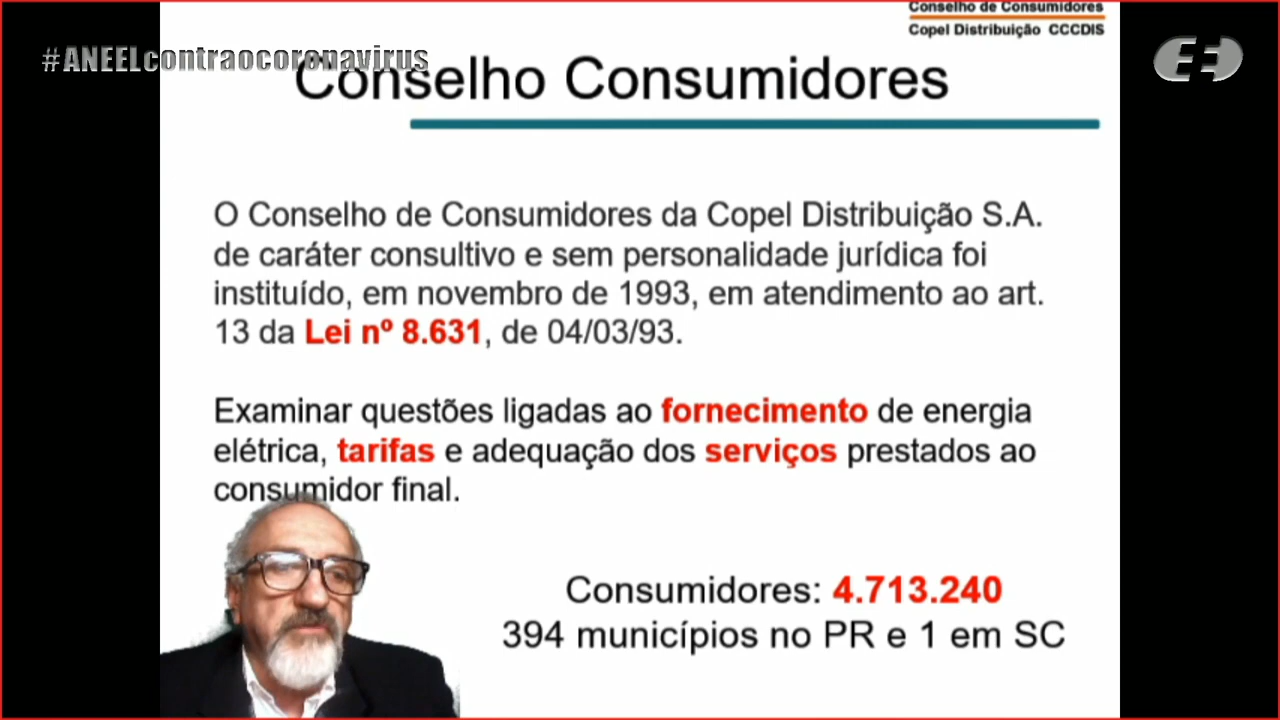 Conselho de Consumidores
Copel Distribuição CCCDIS
#ANEELcontraocoronavirus
Conselho Consumidores
O Conselho de Consumidores da Copel Distribuição S.A.
de caráter consultivo e sem personalidade jurídica foi
instituído, em novembro de 1993, em atendimento ao art.
13 da Lei nº 8.631, de 04/03/93.
Examinar questões ligadas ao fornecimento de energia
elétrica, tarifas e adequação dos serviços prestados ao
consumidor final.
Consumidores: 4.713.240
394 municípios no PR e 1 em SC